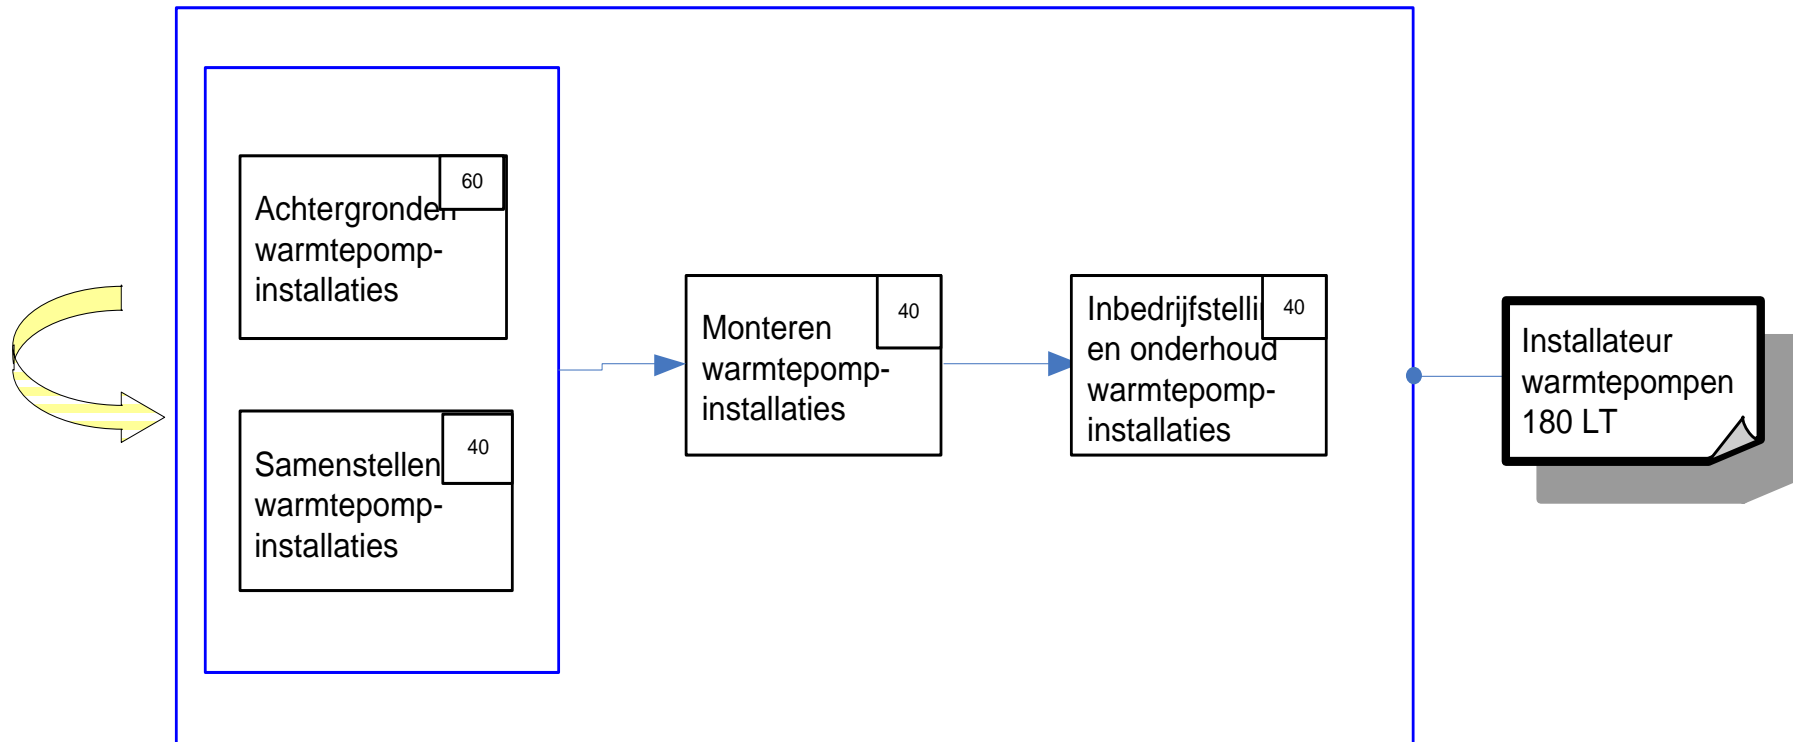 60
Achtergronden
warmtepomp-
installaties
40
Samenstellen
warmtepomp-
installaties
40
Monteren
warmtepomp-
installaties
40
Inbedrijfstelling
en onderhoud
warmtepomp-
installaties
Installateur
warmtepompen
180 LT